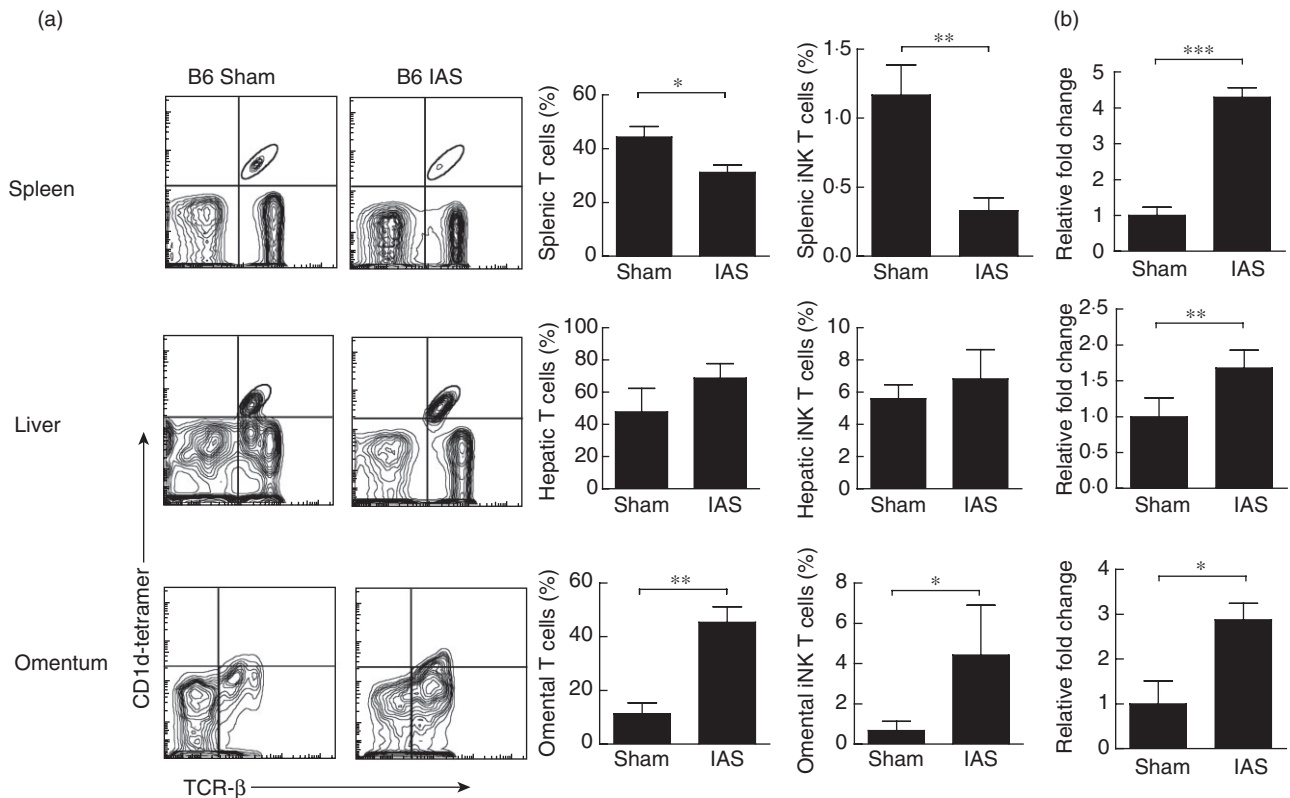 (a)
(b)
B6 Sham
B6 IAS
Spleen
Splenic T cells (%)
60
40
20
0
*
Sham
IAS
Splenic iNK T cells (%)
1·5
1·0
0·5
0·0
**
Sham
IAS
Relative fold change
5
4
3
2
1
0
***
Sham
IAS
Liver
Hepatic T cells (%)
100
80
60
40
20
0
Sham
IAS
Hepatic iNK T cells (%)
10
8
6
4
2
0
Sham
IAS
Relative fold change
2·0
1·5
1·0
0·5
0·0
**
Sham
IAS
Omentum
Omental T cells (%)
60
40
20
0
**
Sham
IAS
Omental iNK T cells (%)
8
6
4
2
0
*
Sham
IAS
Relative fold change
4
3
2
1
0
*
Sham
IAS
CD1d-tetramer
TCR-β